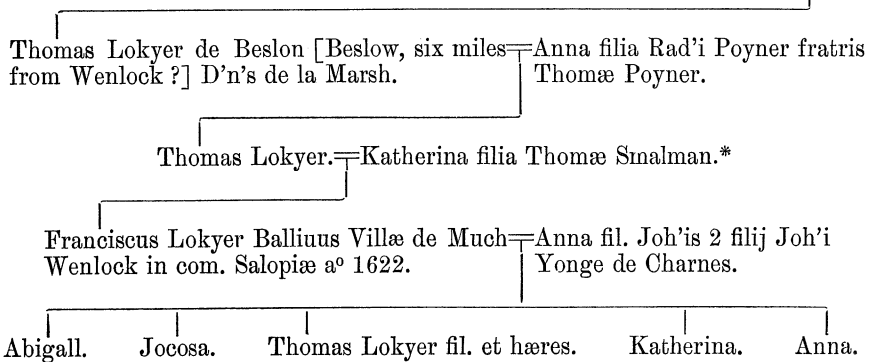 Thomas Lokyer de Beslon [Beslow, six miles=Anna filia Rad'i Poyner fratris
from Wenlock ?] D'n's de la Marsh. Thomæ Poyner.
Thomas Lokyer.=Katherina filia Thomæ Smalman.*
Franciscus Lokyer Balliuus Villæ de Much=Anna fil. Joh'is 2 filij Joh'i
Wenlock in com. Salopiæ aº 1622. Yonge de Charnes.
Abigall. Jocosa. Thomas Lokyer fil. et hæres. Katherina. Anna.